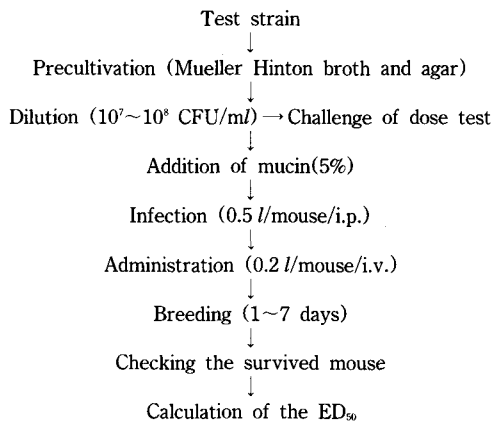 Test strain
Precultivation (Mueller Hinton broth and agar)
Dilution (10⁷~10⁸ CFU/ml) → Challenge of dose test
Addition of mucin(5%)
Infection (0.5 l/mouse/i.p.)
Administration (0.2 l/mouse/i.v.)
Breeding (1~7 days)
Checking the survived mouse
Calculation of the ED₅₀